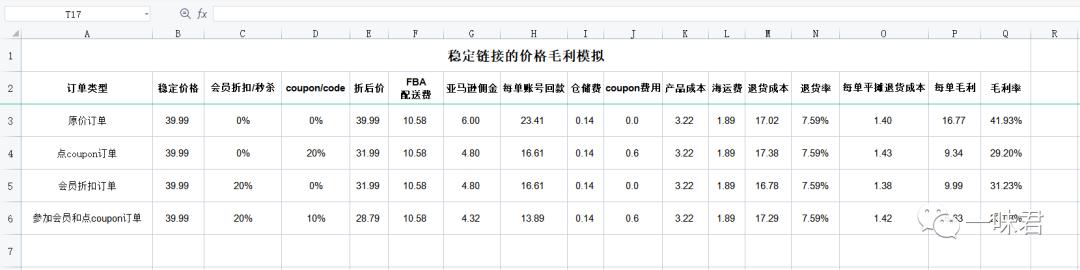 T17 fx
A B C D E F G H I J K L M N O P Q R
1 稳定链接的价格毛利模拟
2 订单类型 稳定价格 会员折扣/秒杀 coupon/code 折后价 FBA 配送费 亚马逊佣金 每单账号回款 仓储费 coupon费用 产品成本 海运费 退货成本 退货率 每单平摊退货成本 每单毛利 毛利率
3 原价订单 39.99 0% 0% 39.99 10.58 6.00 23.41 0.14 0.0 3.22 1.89 17.02 7.59% 1.40 16.77 41.93%
4 点coupon订单 39.99 0% 20% 31.99 10.58 4.80 16.61 0.14 0.6 3.22 1.89 17.38 7.59% 1.43 9.34 29.20%
5 会员折扣订单 39.99 20% 0% 31.99 10.58 4.80 16.61 0.14 0.0 3.22 1.89 16.78 7.59% 1.38 9.99 31.23%
6 参加会员和点coupon订单 39.99 20% 10% 28.79 10.58 4.32 13.89 0.14 0.6 3.22 1.89 17.29 7.59% 1.42
一味君
7